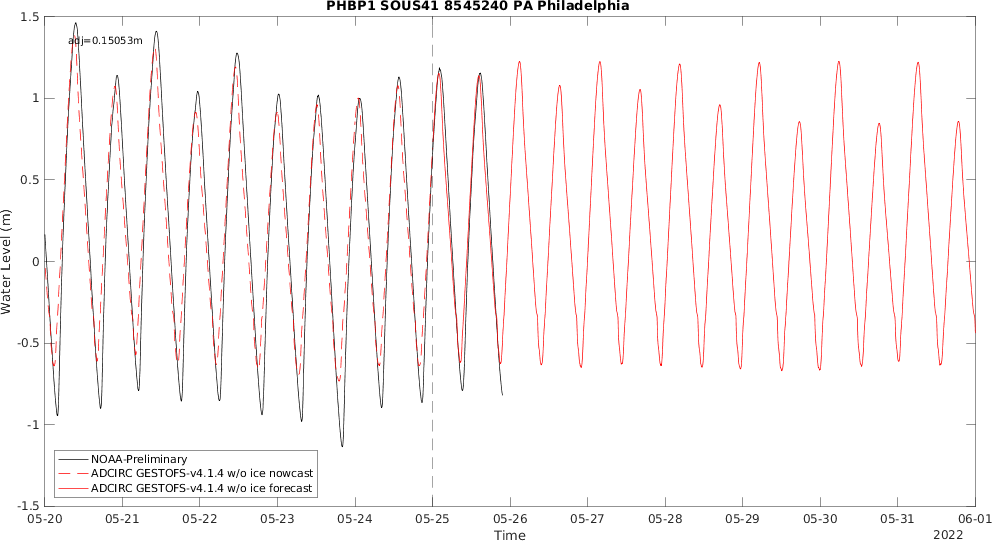 PHBP1 SOUS41 8545240 PA Philadelphia
adj=0.15053m
1.5
1
0.5
0
-0.5
-1
-1.5
Water Level (m)
NOAA-Preliminary
ADCIRC GESTOFS-v4.1.4 w/o ice nowcast
ADCIRC GESTOFS-v4.1.4 w/o ice forecast
05-20 05-21 05-22 05-23 05-24 05-25 05-26 05-27 05-28 05-29 05-30 05-31 06-01
Time
2022